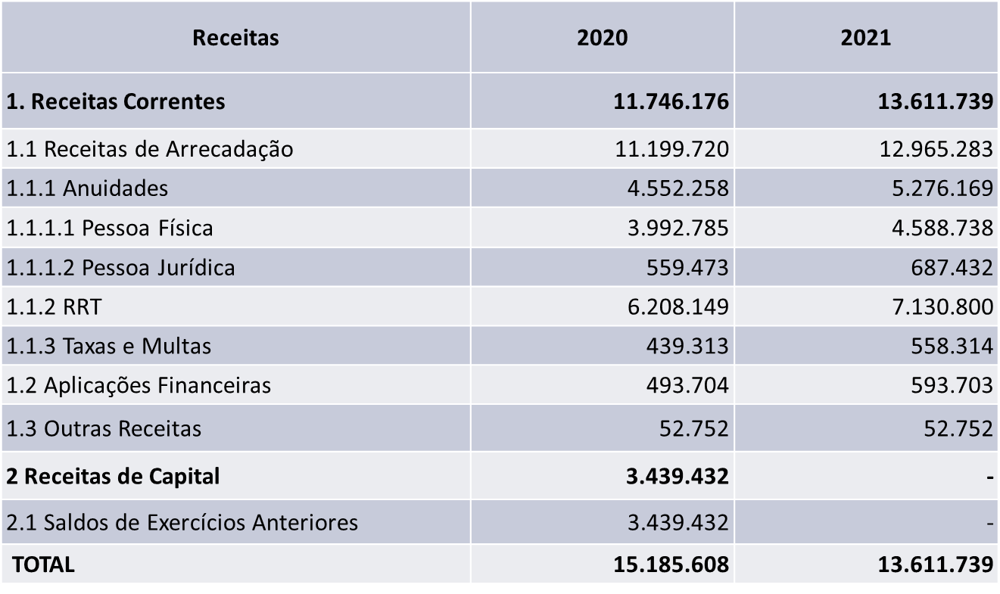 Receitas 2020 2021
1. Receitas Correntes 11.746.176 13.611.739
1.1 Receitas de Arrecadação 11.199.720 12.965.283
1.1.1 Anuidades 4.552.258 5.276.169
1.1.1.1 Pessoa Física 3.992.785 4.588.738
1.1.1.2 Pessoa Jurídica 559.473 687.432
1.1.2 RRT 6.208.149 7.130.800
1.1.3 Taxas e Multas 439.313 558.314
1.2 Aplicações Financeiras 493.704 593.703
1.3 Outras Receitas 52.752 52.752
2 Receitas de Capital 3.439.432 -
2.1 Saldos de Exercícios Anteriores 3.439.432 -
TOTAL 15.185.608 13.611.739